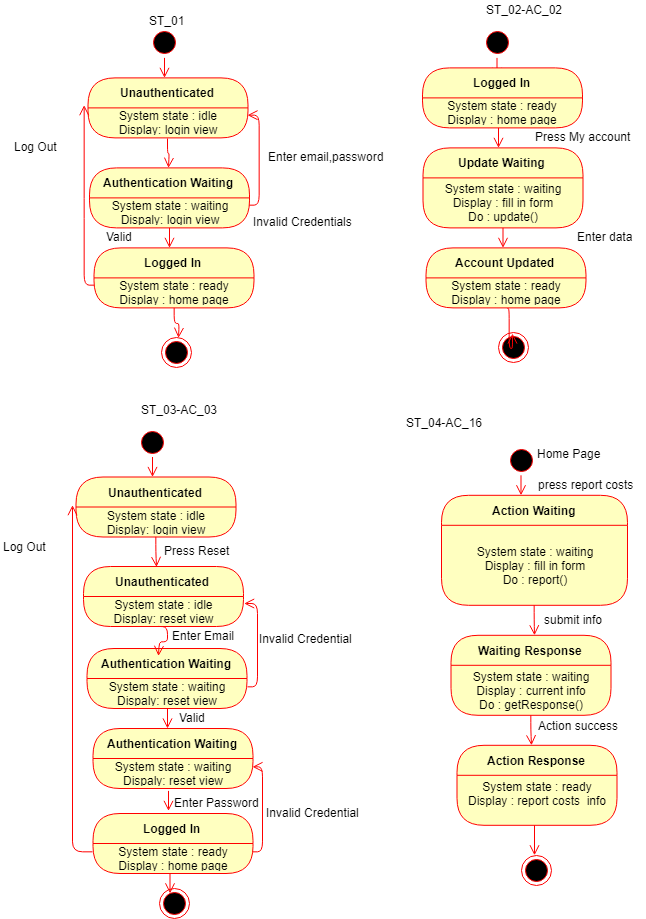 ST_01
Unauthenticated
System state : idle
Display: login view
Log Out
Enter email,password
Authentication Waiting
System state : waiting
Dispaly: login view
Invalid Credentials
Valid
Logged In
System state : ready
Display : home page
ST_02-AC_02
Logged In
System state : ready
Display : home page
Press My account
Update Waiting
System state : waiting
Display : fill in form
Do : update()
Enter data
Account Updated
System state : ready
Display : home page
ST_03-AC_03
Unauthenticated
System state : idle
Display: login view
Log Out
Press Reset
Unauthenticated
System state : idle
Display: reset view
Enter Email
Invalid Credential
Authentication Waiting
System state : waiting
Dispaly: reset view
Valid
Authentication Waiting
System state : waiting
Dispaly: reset view
Enter Password
Invalid Credential
Logged In
System state : ready
Display : home page
ST_04-AC_16
Home Page
press report costs
Action Waiting
System state : waiting
Display : fill in form
Do : report()
submit info
Waiting Response
System state : waiting
Display : current info
Do : getResponse()
Action success
Action Response
System state : ready
Display : report costs  info